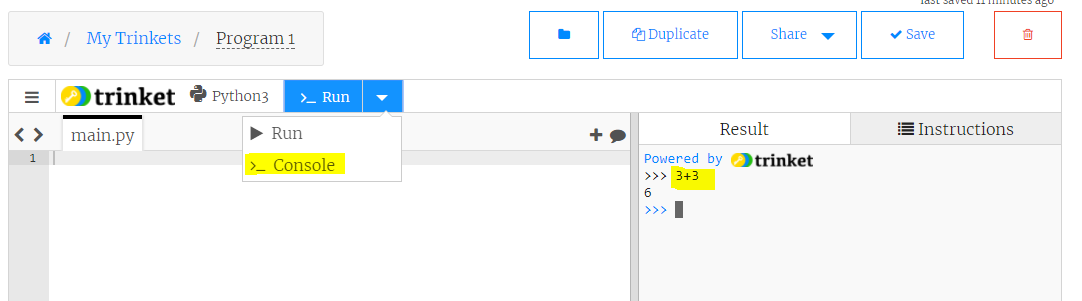 last saved 11 minutes ago
/ My Trinkets / Program 1
Duplicate
Share
Save
trinket Python3 >_ Run
main.py
Run
>_ Console
1
Result
Instructions
Powered by trinket
>>> 3+3
6
>>>